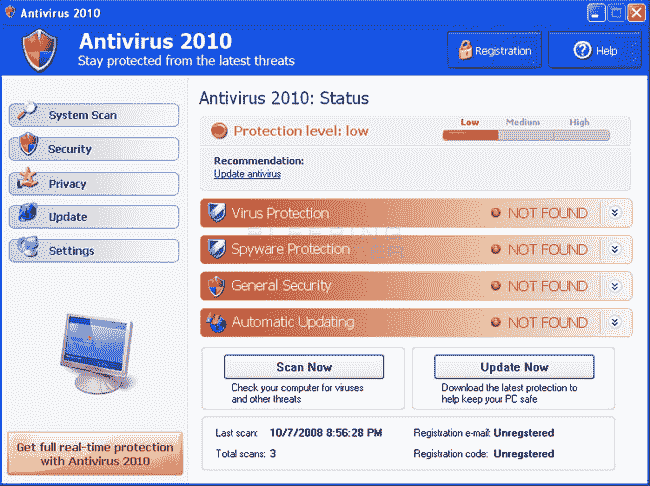 Antivirus 2010
Antivirus 2010
Stay protected from the latest threats
Registration
Help
System Scan
Security
Privacy
Update
Settings
Get full real-time protection
with Antivirus 2010
Antivirus 2010: Status
Protection level: low
Low Medium High
Recommendation:
Update antivirus
Virus Protection NOT FOUND
Spyware Protection NOT FOUND
General Security NOT FOUND
Automatic Updating NOT FOUND
Scan Now
Check your computer for viruses
and other threats
Update Now
Download the latest protection to
help keep your PC safe
Last scan: 10/7/2008 8:56:28 PM
Total scans: 3
Registration e-mail: Unregstered
Registration code: Unregstered